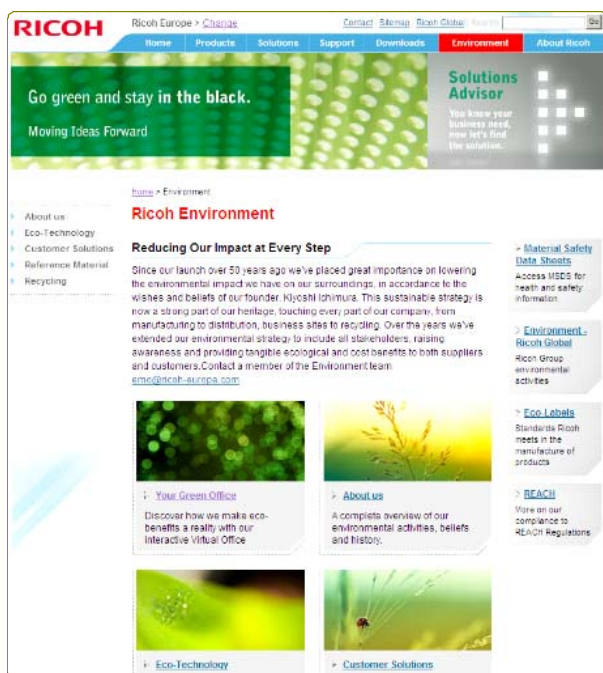 RICOH
Ricoh Europe > Change
Contact Sitemap Ricoh Global Search
Go
Home Products Solutions Support Downloads Environment About Ricoh
Go green and stay in the black.
Moving Ideas Forward
Solutions
Advisor
You know your
business need,
now let's find
the solution.
home > Environment
About us
Eco-Technology
Customer Solutions
Reference Material
Recycling
Ricoh Environment
Reducing Our Impact at Every Step
Since our launch over 50 years ago we've placed great importance on lowering
the environmental impact we have on our surroundings, in accordance to the
wishes and beliefs of our founder, Kiyoshi Ichimura. This sustainable strategy is
now a strong part of our heritage, touching every part of our company, from
manufacturing to distribution, business sites to recycling. Over the years we've
extended our environmental strategy to include all stakeholders, raising
awareness and providing tangible ecological and cost benefits to both suppliers
and customers.Contact a member of the Environment team
emc@ricoh-europe.com
Your Green Office
Discover how we make eco-
benefits a reality with our
interactive Virtual Office
About us
A complete overview of our
environmental activities, beliefs
and history.
Eco-Technology
Customer Solutions
Material Safety
Data Sheets
Access MSDS for
health and safety
information
Environment -
Ricoh Global
Ricoh Group
environmental
activities
Eco Labels
Standards Ricoh
meets in the
manufacture of
products
REACH
More on our
compliance to
REACH Regulations